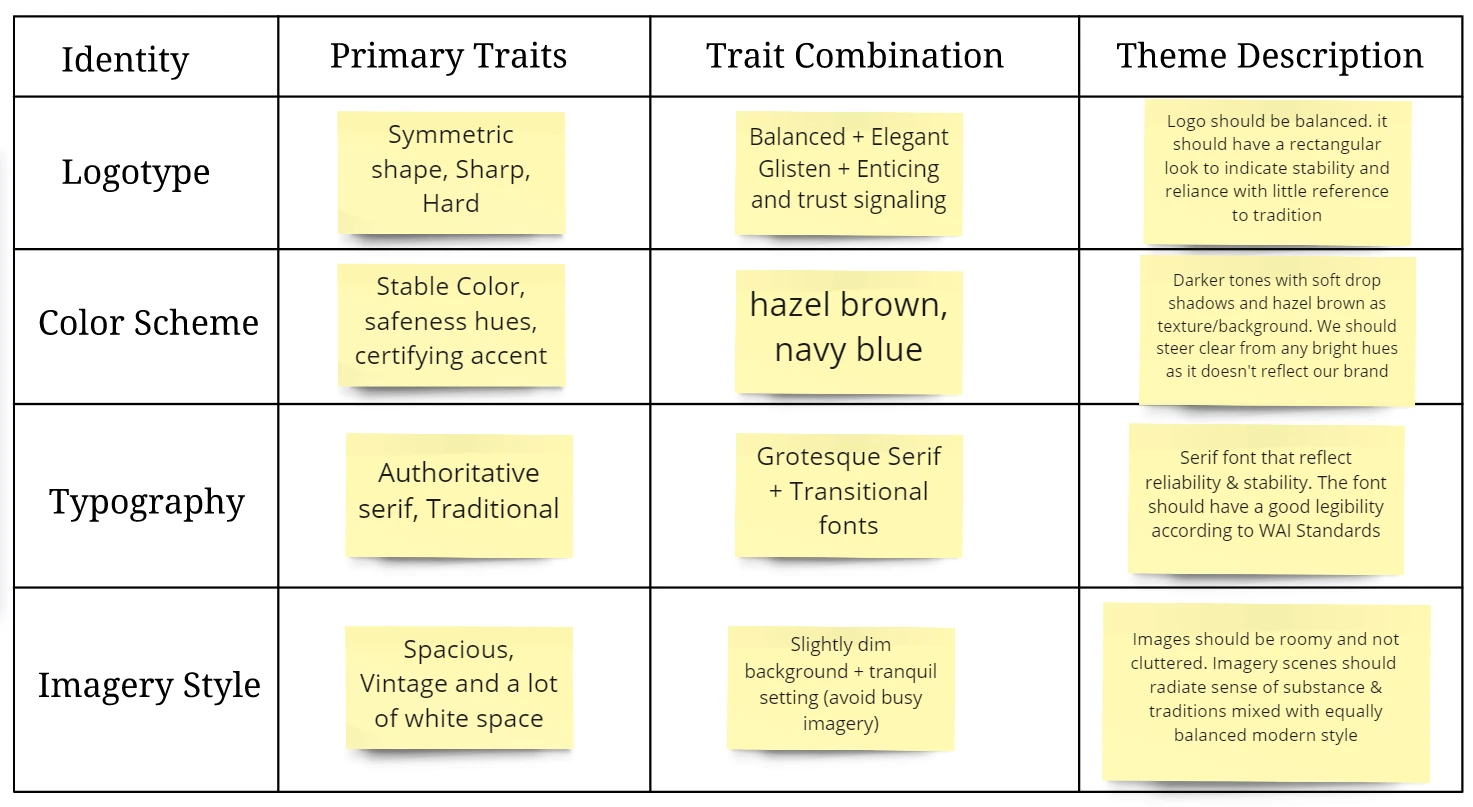 Identity
Primary Traits
Trait Combination
Theme Description
Logotype
Symmetric
shape, Sharp,
Hard
Balanced + Elegant
Glisten + Enticing
and trust signaling
Logo should be balanced. it
should have a rectangular
look to indicate stability and
reliance with little reference
to tradition
Color Scheme
Stable Color,
safeness hues,
certifying accent
hazel brown,
navy blue
Darker tones with soft drop
shadows and hazel brown as
texture/background. We should
steer clear from any bright hues
as it doesn't reflect our brand
Typography
Authoritative
serif, Traditional
Grotesque Serif
+ Transitional
fonts
Serif font that reflect
reliability & stability. The font
should have a good legibility
according to WAI Standards
Imagery Style
Spacious,
Vintage and a lot
of white space
Slightly dim
background + tranquil
setting (avoid busy
imagery)
Images should be roomy and not
cluttered. Imagery scenes should
radiate sense of substance &
traditions mixed with equally
balanced modern style